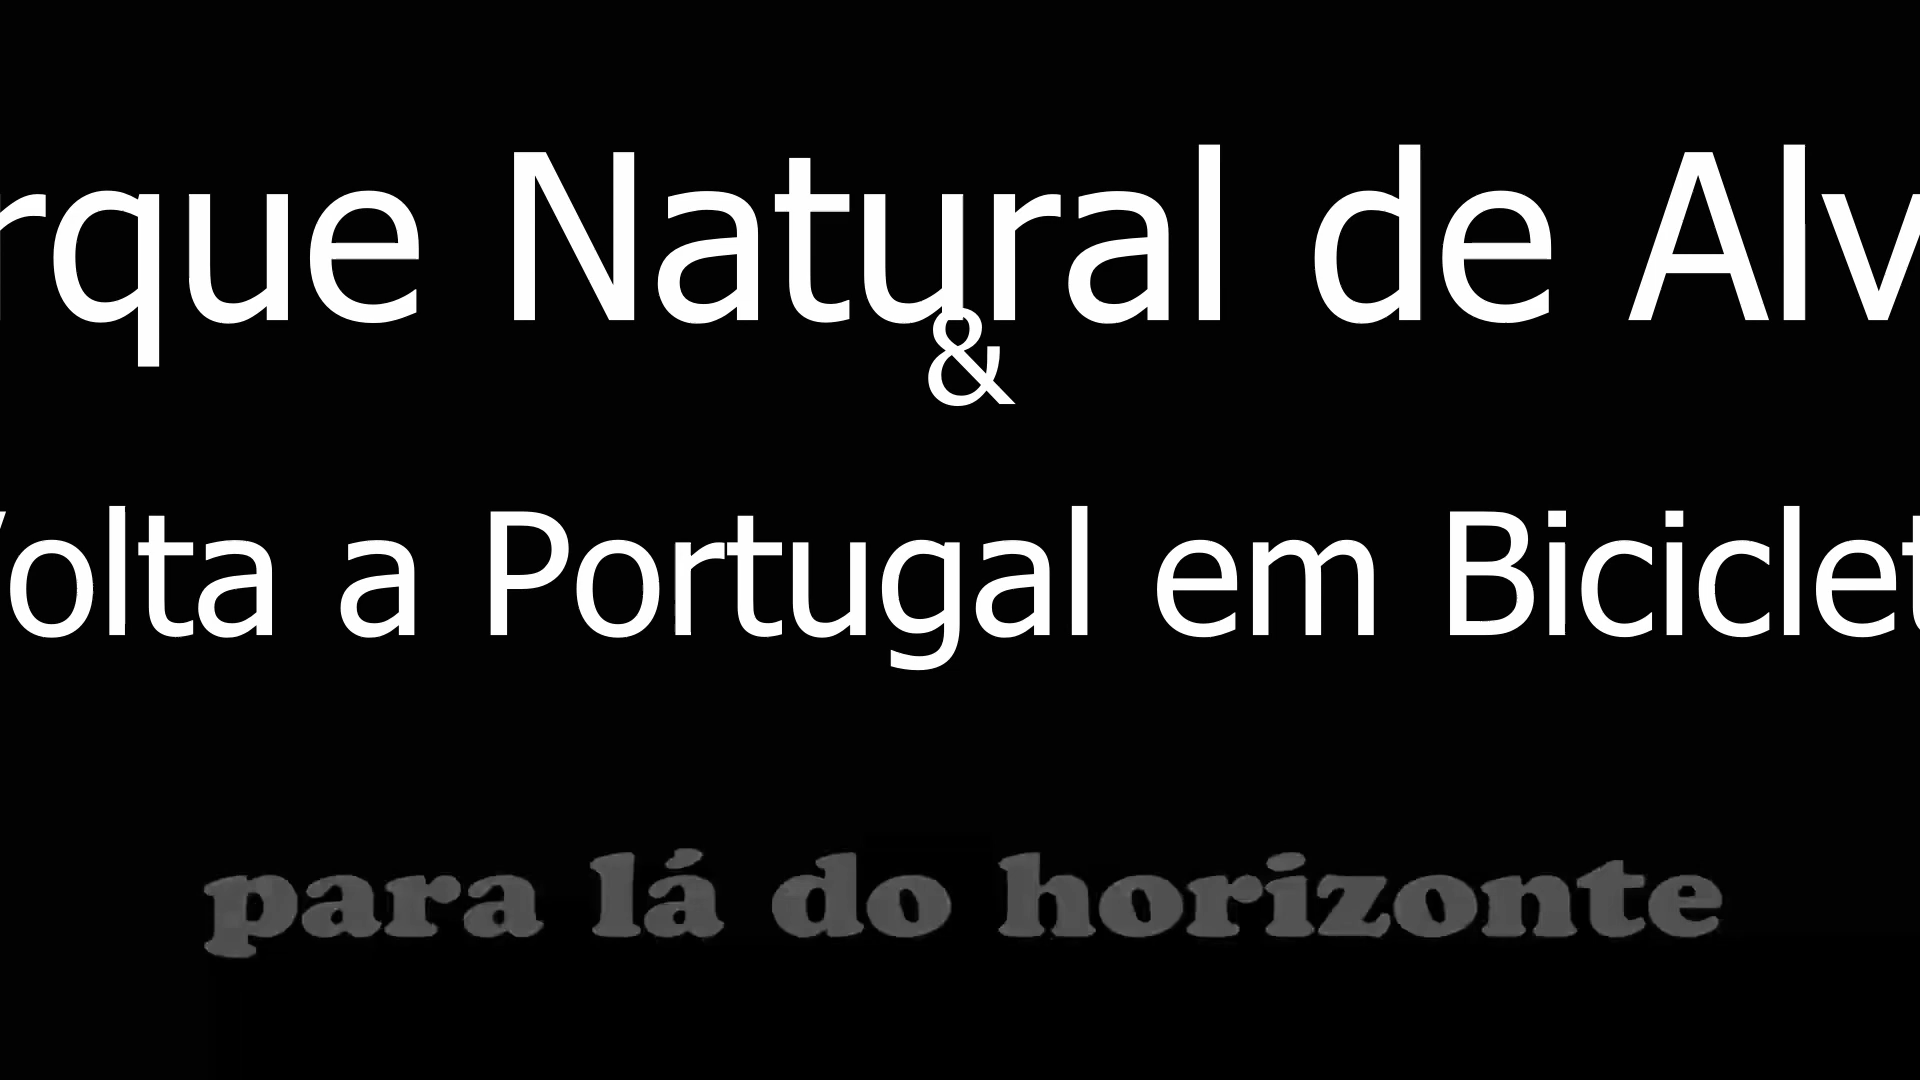 rque Natural de Alv
&
olta a Portugal em Biciclet
para lá do horizonte